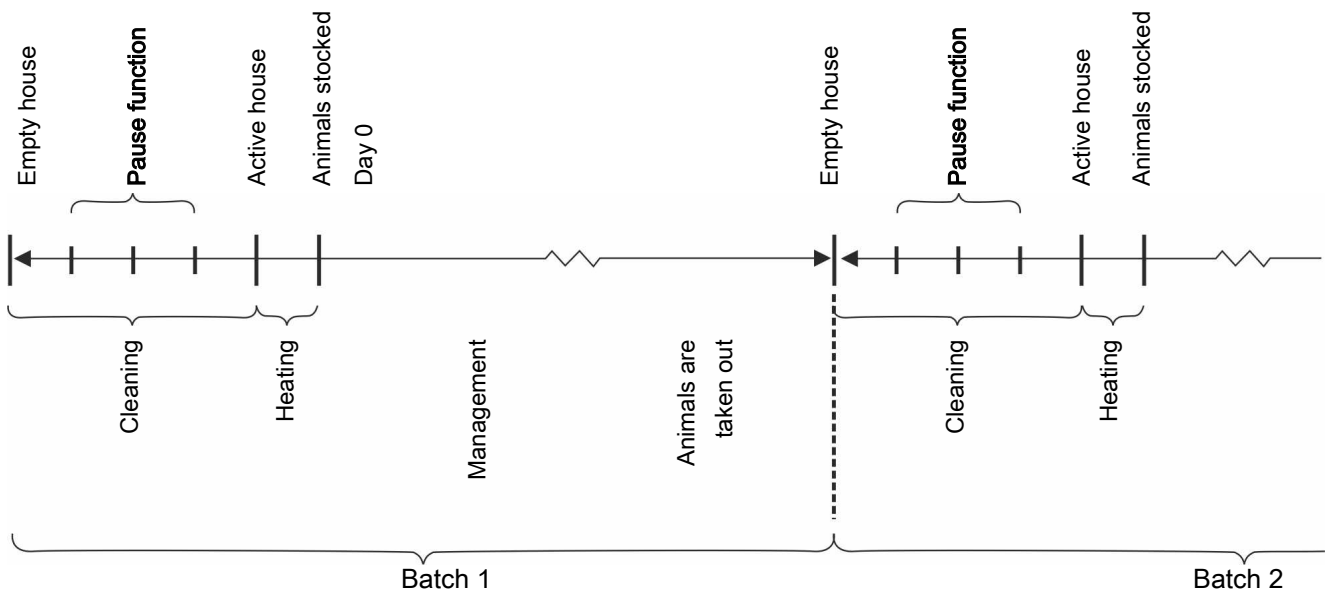 Empty house
Pause function
Active house
Animals stocked
Day 0
Empty house
Pause function
Active house
Animals stocked
Cleaning
Heating
Management
Animals are
taken out
Cleaning
Heating
Batch 1
Batch 2